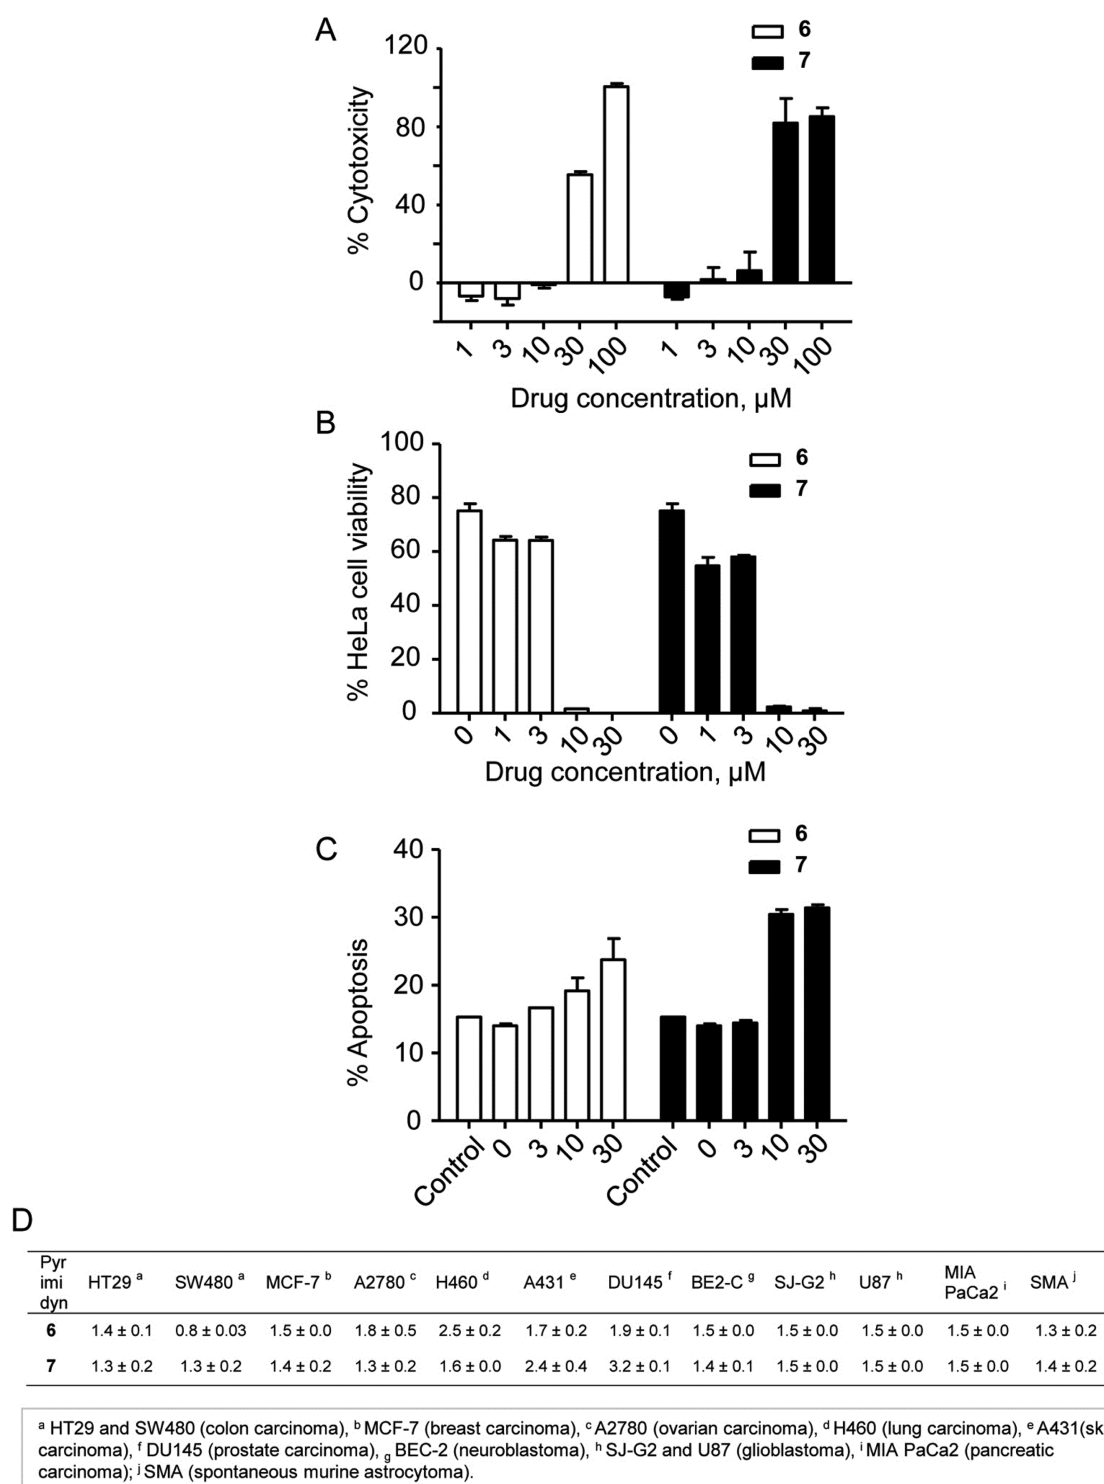 A
6
7
120
80
40
0
% Cytotoxicity
1 3 10 30 100 1 3 10 30 100
Drug concentration, µM
B
6
7
100
80
60
40
20
0
% HeLa cell viability
0 1 3 10 30 0 1 3 10 30
Drug concentration, µM
C
6
7
40
30
20
10
0
% Apoptosis
Control 0 3 10 30 Control 0 3 10 30
D
Pyr
imi
dyn
HT29 a SW480 a MCF-7 b A2780 c H460 d A431 e DU145 f BE2-C g SJ-G2 h U87 h
MIA
PaCa2 i
SMA j
6 1.4 ± 0.1 0.8 ± 0.03 1.5 ± 0.0 1.8 ± 0.5 2.5 ± 0.2 1.7 ± 0.2 1.9 ± 0.1 1.5 ± 0.0 1.5 ± 0.0 1.5 ± 0.0 1.5 ± 0.0 1.3 ± 0.2
7 1.3 ± 0.2 1.3 ± 0.2 1.4 ± 0.2 1.3 ± 0.2 1.6 ± 0.0 2.4 ± 0.4 3.2 ± 0.1 1.4 ± 0.1 1.5 ± 0.0 1.5 ± 0.0 1.5 ± 0.0 1.4 ± 0.2
a HT29 and SW480 (colon carcinoma), b MCF-7 (breast carcinoma), c A2780 (ovarian carcinoma), d H460 (lung carcinoma), e A431(sk
carcinoma), f DU145 (prostate carcinoma), g BEC-2 (neuroblastoma), h SJ-G2 and U87 (glioblastoma), i MIA PaCa2 (pancreatic
carcinoma); j SMA (spontaneous murine astrocytoma).